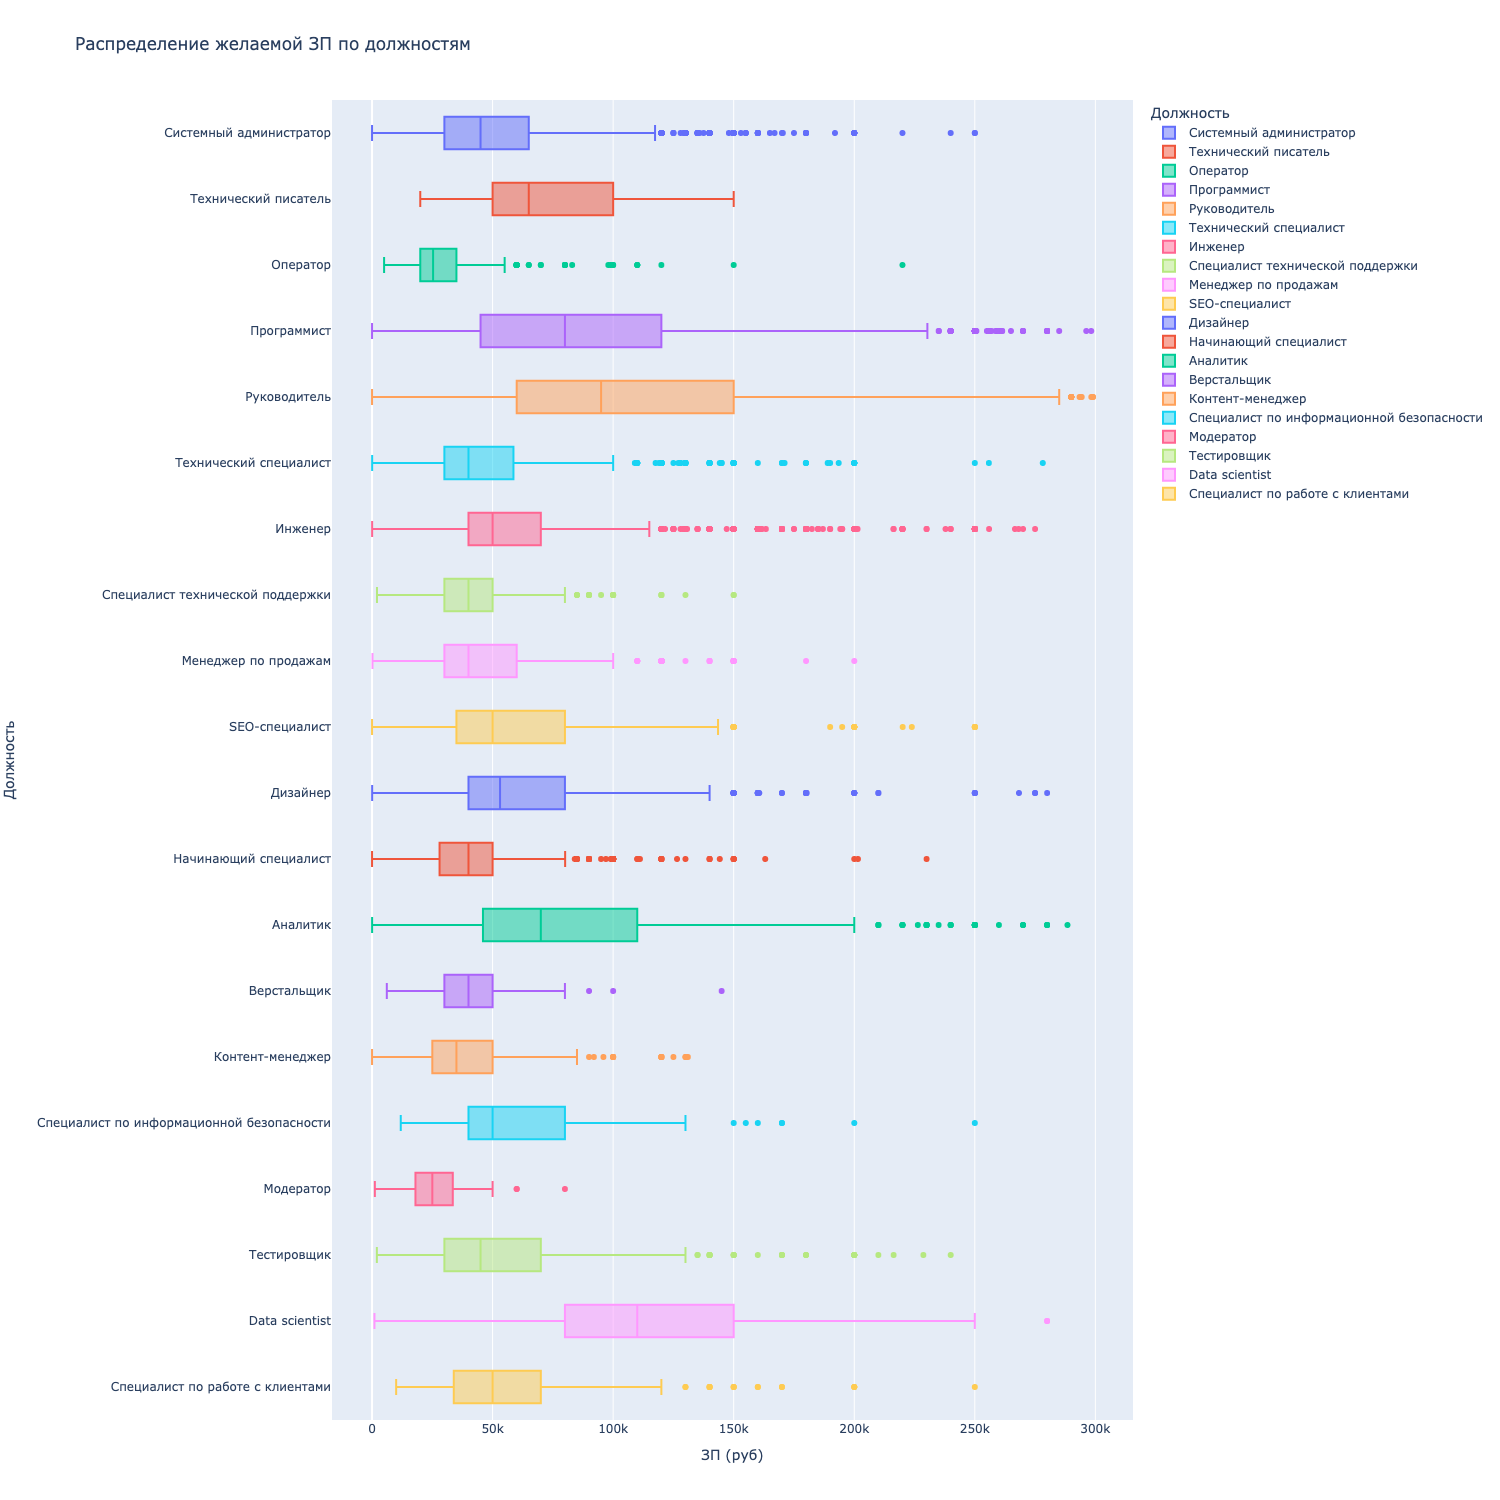 Распределение желаемой ЗП по должностям
Должность
Системный администратор
Технический писатель
Оператор
Программист
Руководитель
Технический специалист
Инженер
Специалист технической поддержки
Менеджер по продажам
SEO-специалист
Дизайнер
Начинающий специалист
Аналитик
Верстальщик
Контент-менеджер
Специалист по информационной безопасности
Модератор
Тестировщик
Data scientist
Специалист по работе с клиентами
0
50k
100k
150k
200k
250k
300k
ЗП (руб)
Должность
Системный администратор
Технический писатель
Оператор
Программист
Руководитель
Технический специалист
Инженер
Специалист технической поддержки
Менеджер по продажам
SEO-специалист
Дизайнер
Начинающий специалист
Аналитик
Верстальщик
Контент-менеджер
Специалист по информационной безопасности
Модератор
Тестировщик
Data scientist
Специалист по работе с клиентами